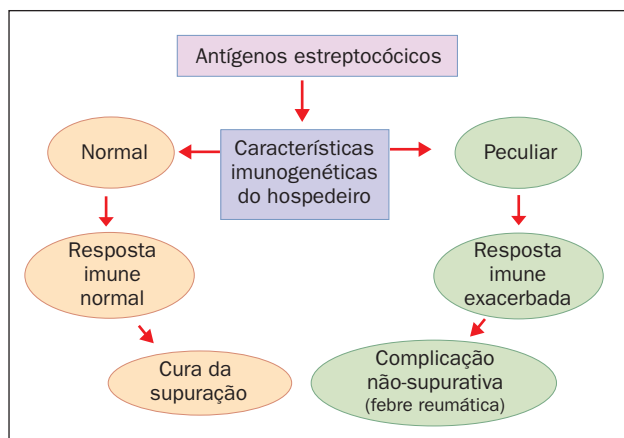 Antígenos estreptocócicos
Normal
Características
imunogenéticas
do hospedeiro
Peculiar
Resposta
imune
normal
Resposta
imune
exacerbada
Cura da
supuração
Complicação
não-supurativa
(febre reumática)